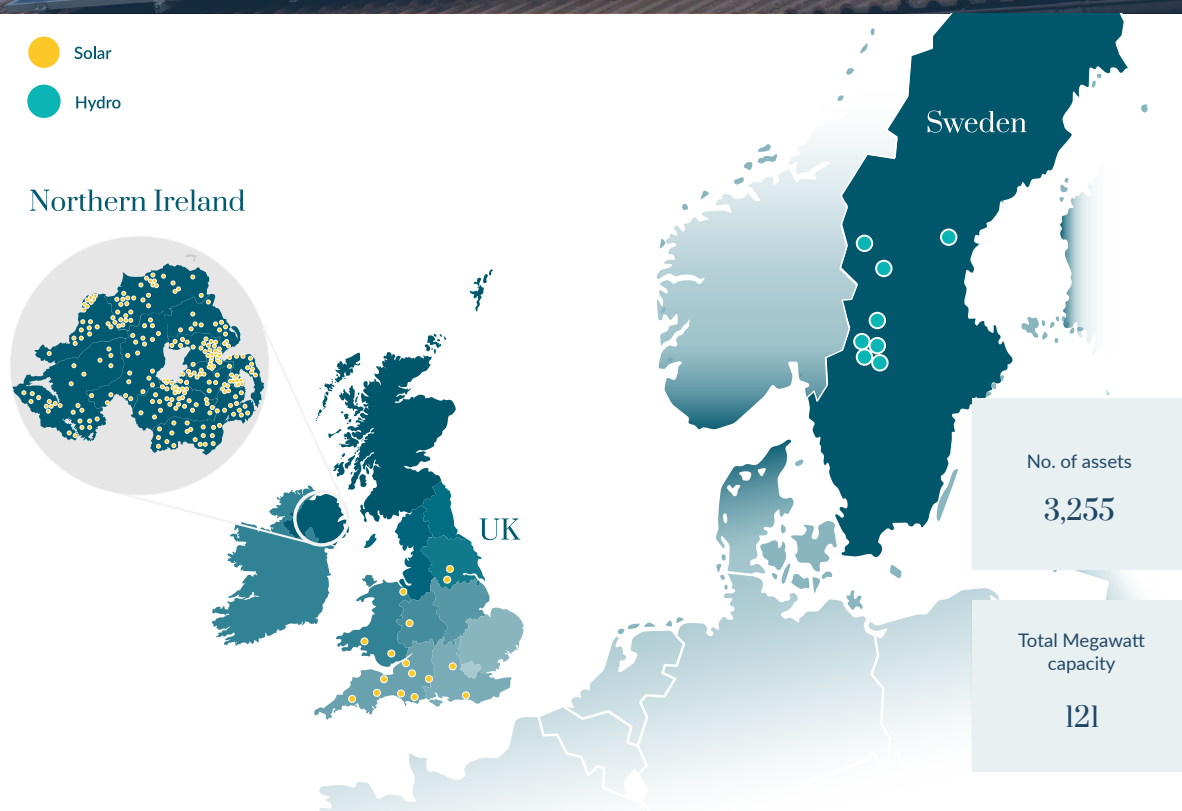 Solar
Hydro
Sweden
Northern Ireland
UK
No. of assets
3,255
Total Megawatt
capacity
121